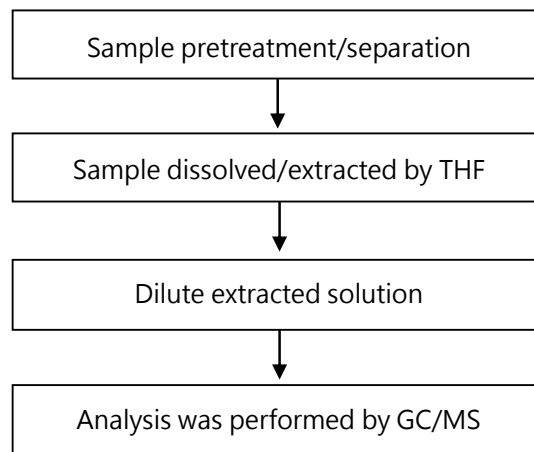 Sample pretreatment/separation
Sample dissolved/extracted by THF
Dilute extracted solution
Analysis was performed by GC/MS